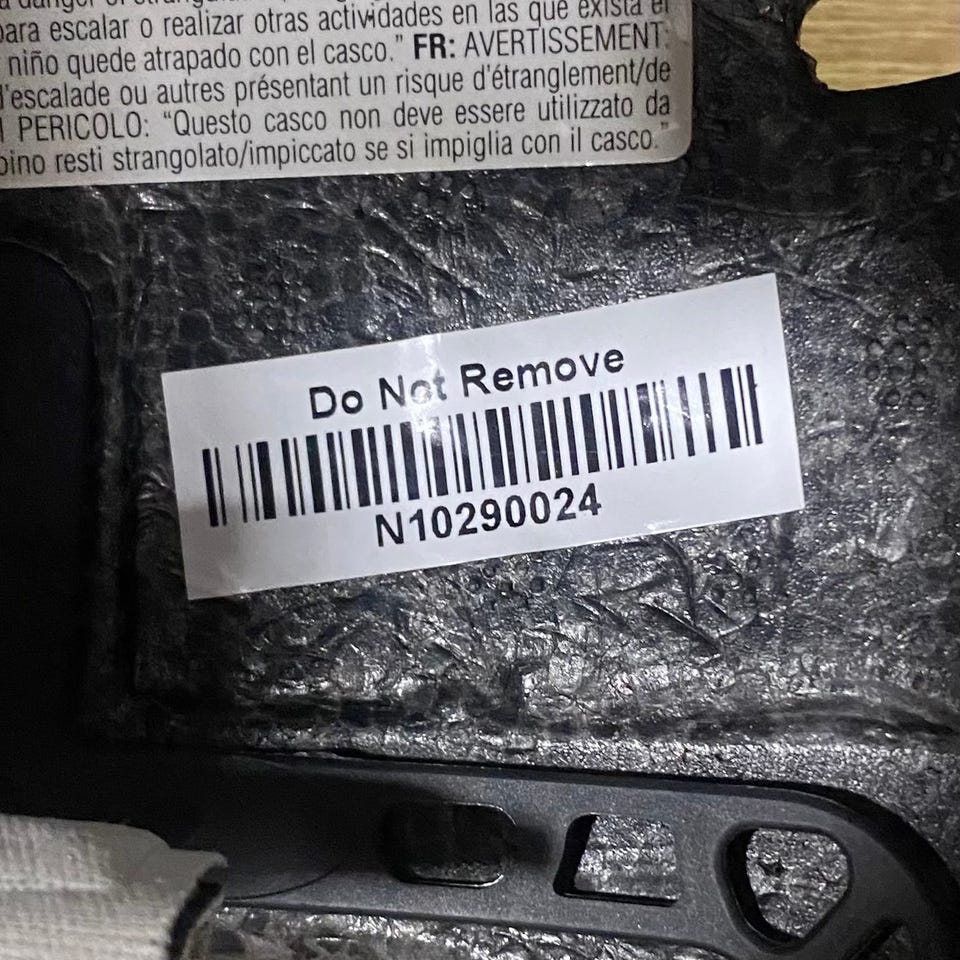 para escalar o realizar otras actividades en las que exista el
niño quede atrapado con el casco.” FR: AVERTISSEMENT:
l’escalade ou autres présentant un risque d’étranglement/de
PERICOLO: “Questo casco non deve essere utilizzato da
resti strangolato/impiccato se si impiglia con il casco.”
Do Not Remove
N10290024